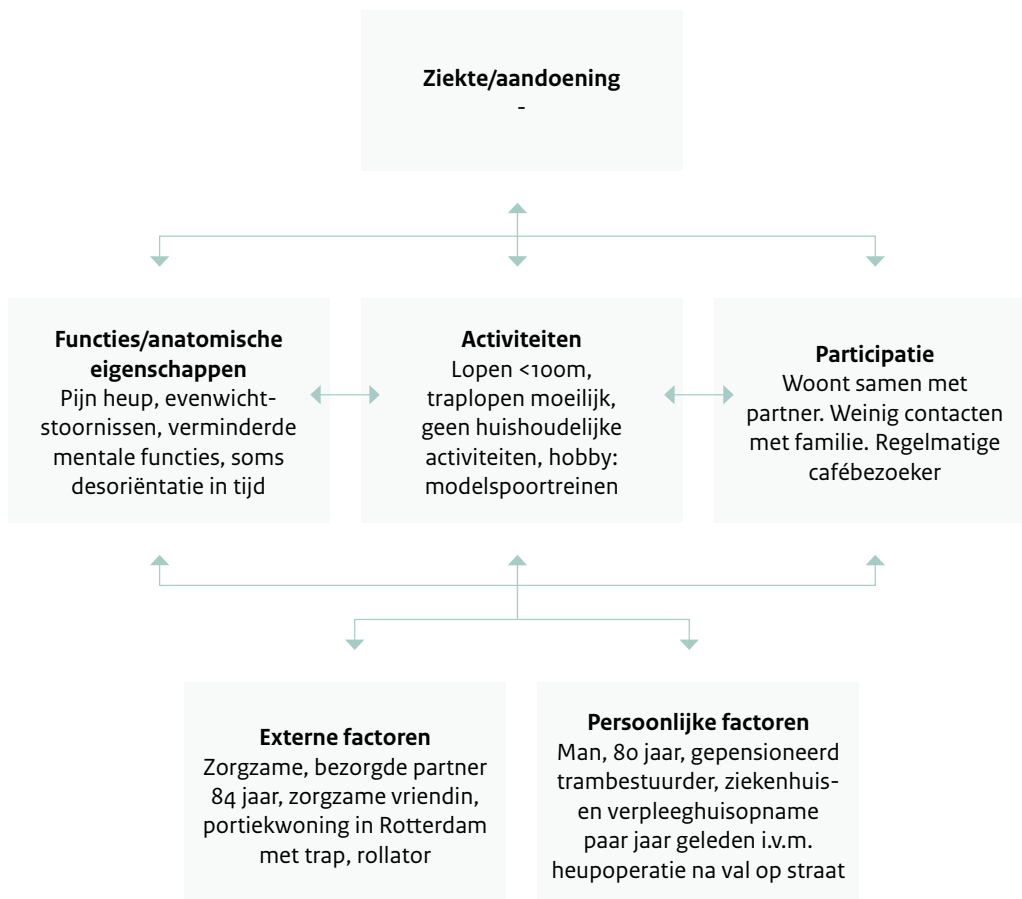 Ziekte/aandoening
-
Functies/anatomische
eigenschappen
Pijn heup, evenwicht-
stoornissen, verminderde
mentale functies, soms
desoriëntatie in tijd
Activiteiten
Lopen <100m,
traplopen moeilijk,
geen huishoudelijke
activiteiten, hobby:
modelspoortreinen
Participatie
Woont samen met
partner. Weinig contacten
met familie. Regelmatige
cafébezoeker
Externe factoren
Zorgzame, bezorgde partner
84 jaar, zorgzame vriendin,
portiekwoning in Rotterdam
met trap, rollator
Persoonlijke factoren
Man, 80 jaar, gepensioneerd
trambestuurder, ziekenhuis-
en verpleeghuisopname
paar jaar geleden i.v.m.
heupoperatie na val op straat